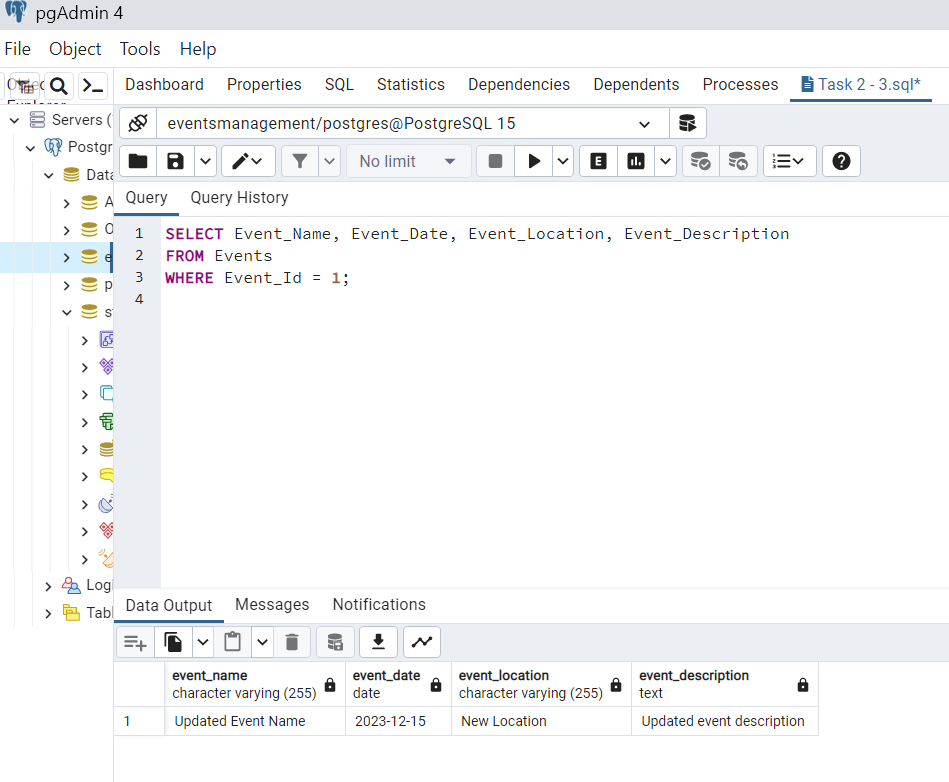 pgAdmin 4
File Object Tools Help
Dashboard Properties SQL Statistics Dependencies Dependents Processes Task 2 - 3.sql*
Servers (
eventsmanagement/postgres@PostgreSQL 15
Postgr
No limit
Data
Query Query History
A
O
e
p
s
1 SELECT Event_Name, Event_Date, Event_Location, Event_Description
2 FROM Events
3 WHERE Event_Id = 1;
4
Logi
Tabl
Data Output Messages Notifications
event_name event_date event_location event_description
character varying (255) date character varying (255) text
1 Updated Event Name 2023-12-15 New Location Updated event description